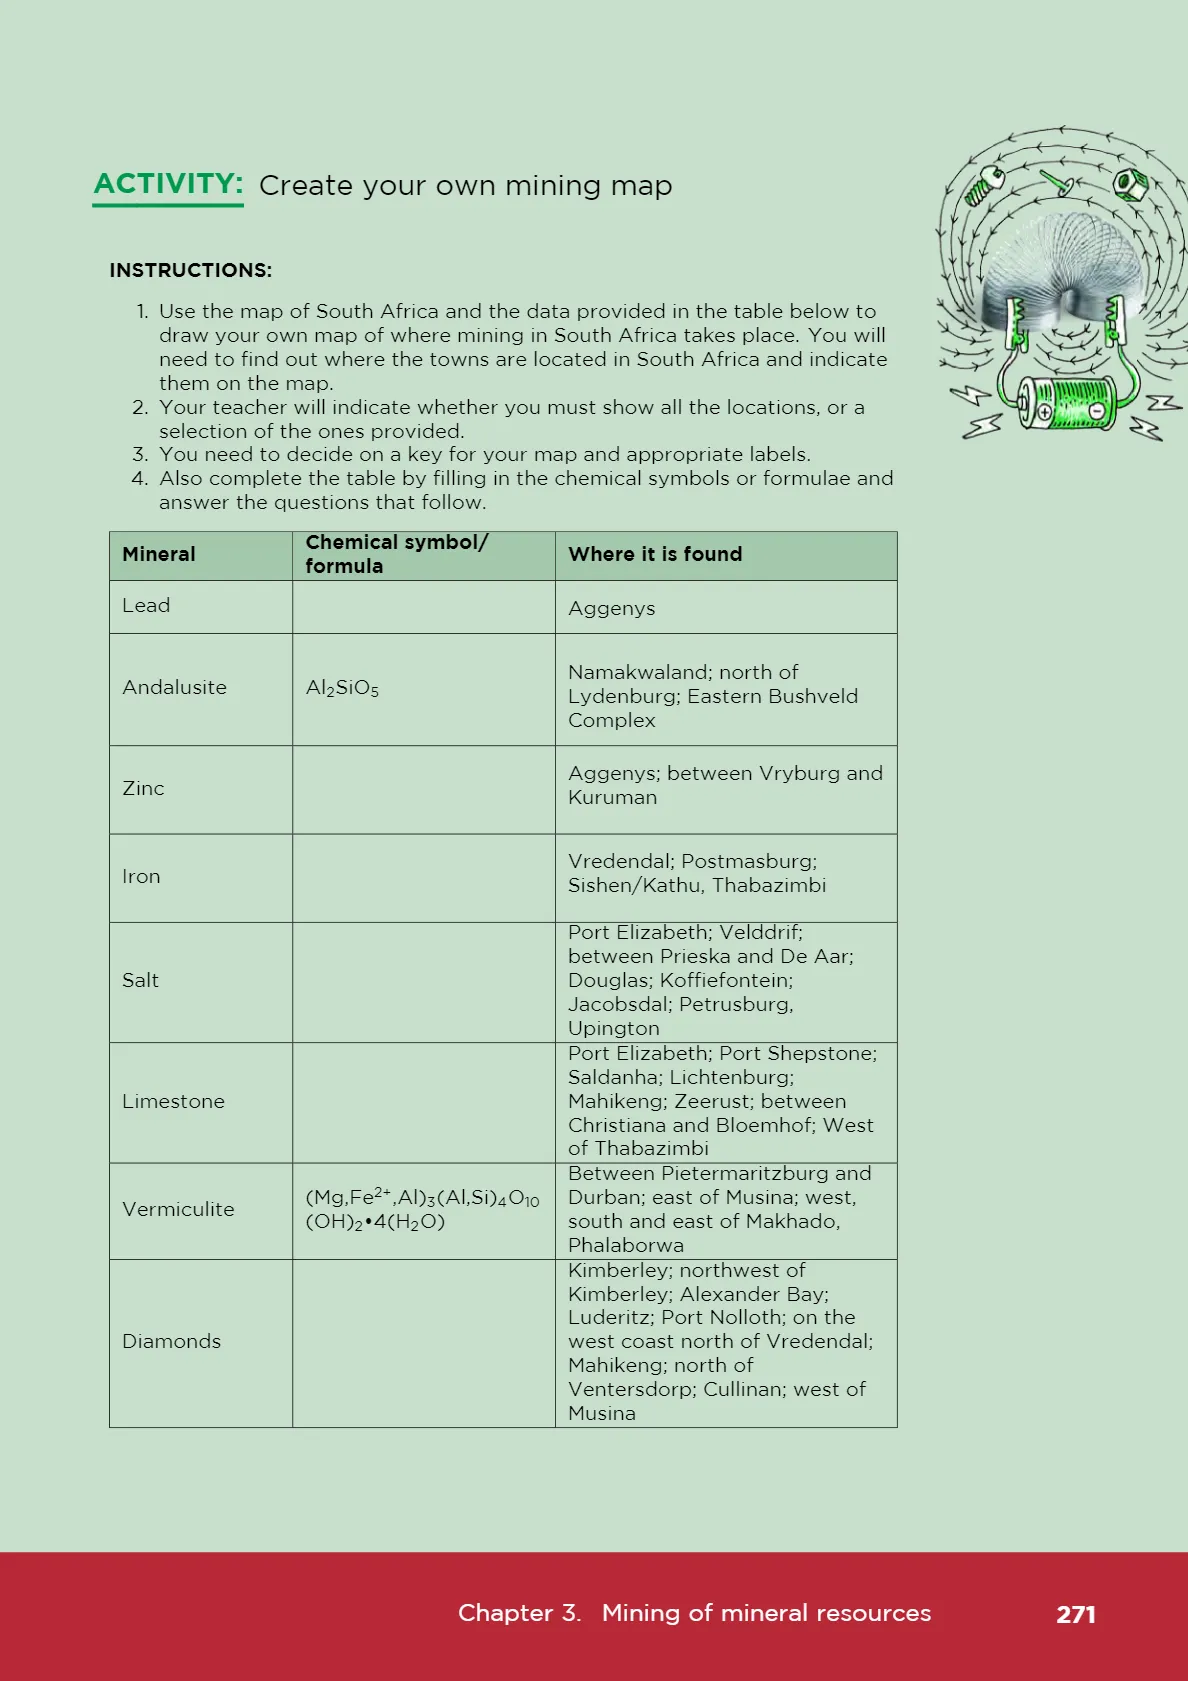 ACTIVITY: Create your own mining map
INSTRUCTIONS:
1. Use the map of South Africa and the data provided in the table below to
draw your own map of where mining in South Africa takes place. You will
need to find out where the towns are located in South Africa and indicate
them on the map.
2. Your teacher will indicate whether you must show all the locations, or a
selection of the ones provided.
3. You need to decide on a key for your map and appropriate labels.
4. Also complete the table by filling in the chemical symbols or formulae and
answer the questions that follow.
Mineral
Chemical symbol/
formula
Where it is found
Lead
Aggenys
Andalusite
Al₂SiO₅
Namakwaland; north of
Lydenburg; Eastern Bushveld
Complex
Zinc
Aggenys; between Vryburg and
Kuruman
Iron
Vredendal; Postmasburg;
Sishen/Kathu, Thabazimbi
Salt
Port Elizabeth; Velddrif;
between Prieska and De Aar;
Douglas; Koffiefontein;
Jacobsdal; Petrusburg,
Upington
Limestone
Port Elizabeth; Port Shepstone;
Saldanha; Lichtenburg;
Mahikeng; Zeerust; between
Christiana and Bloemhof; West
of Thabazimbi
Vermiculite
(Mg,Fe²⁺,Al)₃(Al,Si)₄O₁₀
(OH)₂•4(H₂O)
Between Pietermaritzburg and
Durban; east of Musina; west,
south and east of Makhado,
Phalaborwa
Diamonds
Kimberley; northwest of
Kimberley; Alexander Bay;
Luderitz; Port Nolloth; on the
west coast north of Vredendal;
Mahikeng; north of
Ventersdorp; Cullinan; west of
Musina
Chapter 3. Mining of mineral resources 271